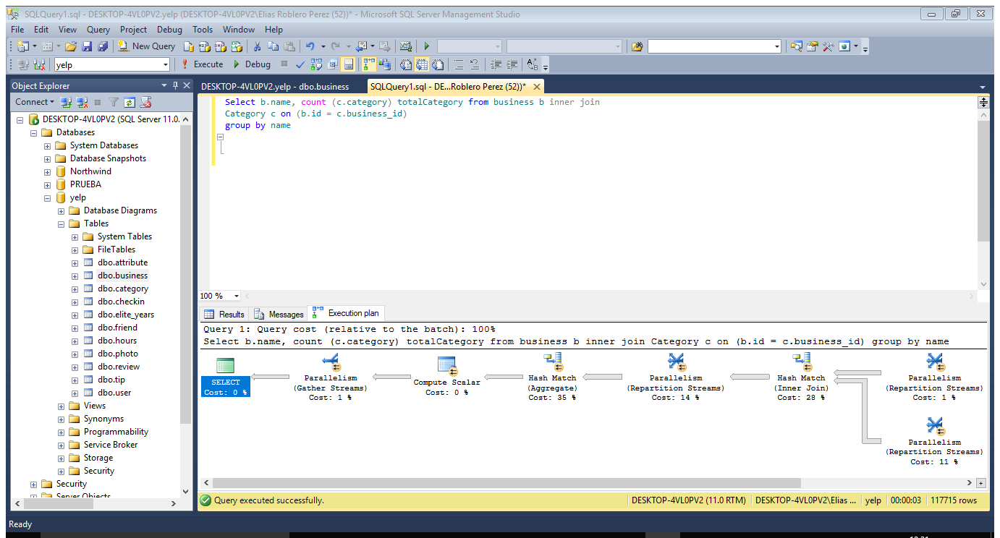 SQLQuery1.sql - DESKTOP-4VL0PV2.yelp (DESKTOP-4VL0PV2\Elias Roblero Perez (52))* - Microsoft SQL Server Management Studio
File Edit View Query Project Debug Tools Window Help
New Query
yelp Execute Debug
Object Explorer
Connect
DESKTOP-4VL0PV2 (SQL Server 11.0.
Databases
System Databases
Database Snapshots
Northwind
PRUEBA
yelp
Database Diagrams
Tables
System Tables
FileTables
dbo.attribute
dbo.business
dbo.category
dbo.checkin
dbo.elite_years
dbo.friend
dbo.hours
dbo.photo
dbo.review
dbo.tip
dbo.user
Views
Synonyms
Programmability
Service Broker
Storage
Security
Security
Server Objects
DESKTOP-4VL0PV2.yelp - dbo.business SQLQuery1.sql - DE...Roblero Perez (52))*
Select b.name, count (c.category) totalCategory from business b inner join
Category c on (b.id = c.business_id)
group by name
100 %
Results Messages Execution plan
Query 1: Query cost (relative to the batch): 100%
Select b.name, count (c.category) totalCategory from business b inner join Category c on (b.id = c.business_id) group by name
SELECT
Cost: 0 %
Parallelism
(Gather Streams)
Cost: 1 %
Compute Scalar
Cost: 0 %
Hash Match
(Aggregate)
Cost: 35 %
Parallelism
(Repartition Streams)
Cost: 14 %
Hash Match
(Inner Join)
Cost: 28 %
Parallelism
(Repartition Streams)
Cost: 1 %
Parallelism
(Repartition Streams)
Cost: 11 %
Query executed successfully. DESKTOP-4VL0PV2 (11.0 RTM) DESKTOP-4VL0PV2\Elias ... yelp 00:00:03 117715 rows
Ready